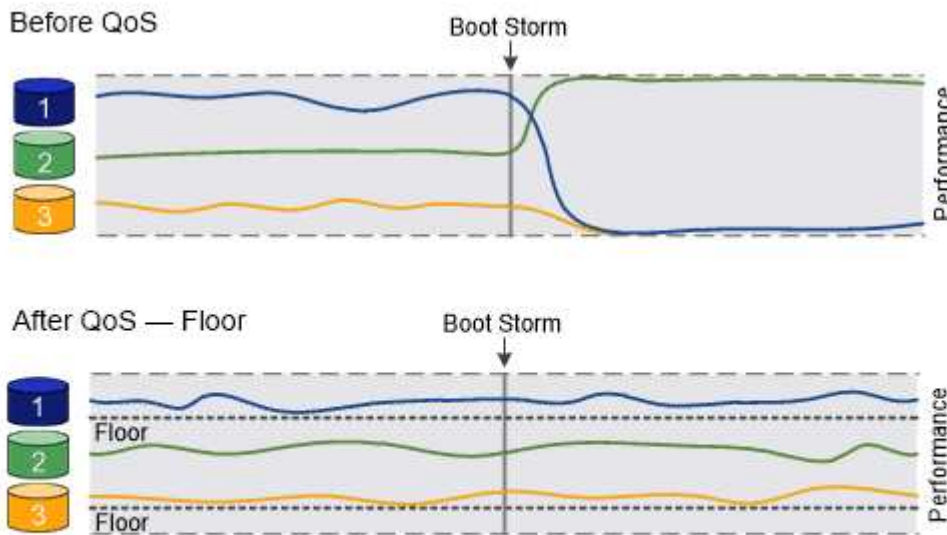 Before QoS
Boot Storm
1
2
3
Performance
After QoS — Floor
Boot Storm
1
Floor
2
3
Floor
Performance